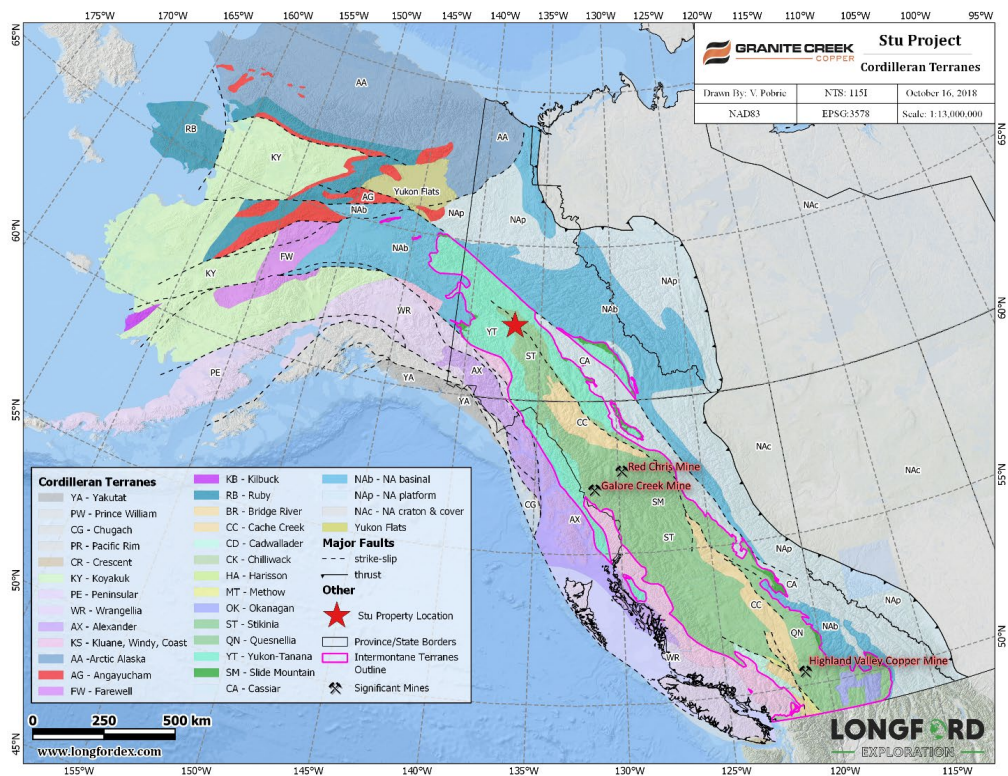 175°W
170°W
165°W
160°W
155°W
150°W
145°W
140°W
135°W
130°W
125°W
120°W
115°W
110°W
105°W
100°W
95°W
GRANITE CREEK
COPPER
Stu Project
Cordilleran Terranes
Drawn By: V. Pobric
NTS: 115I
October 16, 2018
NAD83
EPSG:3578
Scale: 1:13,000,000
65°N
60°N
55°N
50°N
45°N
65°N
60°N
55°N
50°N
AA
RB
AA
KY
Yukon Flats
AG
NAb
NAp
NAp
NAc
NAb
FW
KY
NAp
NAb
WR
YT
ST
CA
PE
AX
YA
YA
CC
NAc
NAc
Red Chris Mine
Galore Creek Mine
SM
CG
AX
ST
NAp
CA
NAp
CC
NAb
QN
WR
Highland Valley Copper Mine
Cordilleran Terranes
YA - Yakutat
PW - Prince William
CG - Chugach
PR - Pacific Rim
CR - Crescent
KY - Koyakuk
PE - Peninsular
WR - Wrangellia
AX - Alexander
KS - Kluane, Windy, Coast
AA -Arctic Alaska
AG - Angayucham
FW - Farewell
KB - Kilbuck
RB - Ruby
BR - Bridge River
CC - Cache Creek
CD - Cadwallader
CK - Chilliwack
HA - Harisson
MT - Methow
OK - Okanagan
ST - Stikinia
QN - Quesnellia
YT - Yukon-Tanana
SM - Slide Mountain
CA - Cassiar
NAb - NA basinal
NAp - NA platform
NAc - NA craton & cover
Yukon Flats
Major Faults
strike-slip
thrust
Other
Stu Property Location
Province/State Borders
Intermontane Terranes
Outline
Significant Mines
0 250 500 km
www.longfordex.com
LONGFORD
EXPLORATION
155°W
150°W
145°W
140°W
135°W
130°W
125°W
120°W
115°W